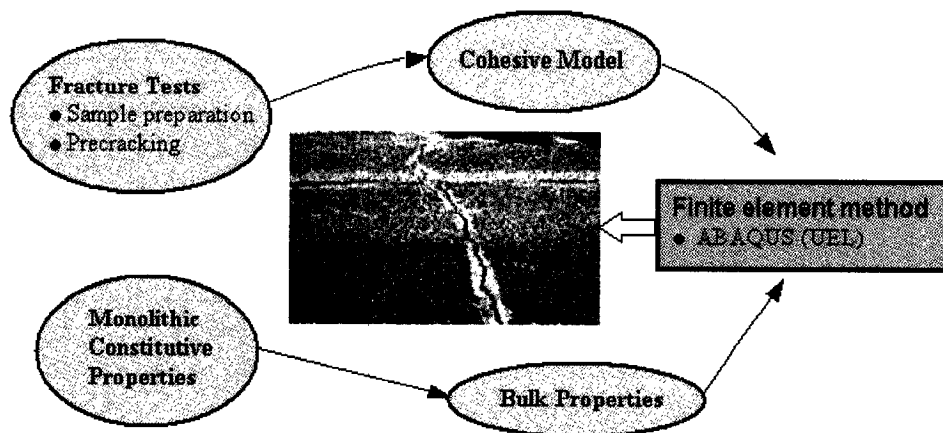 Fracture Tests
● Sample preparation
● Precracking
Cohesive Model
Finite element method
● ABAQUS (UEL)
Monolithic
Constitutive
Properties
Bulk Properties